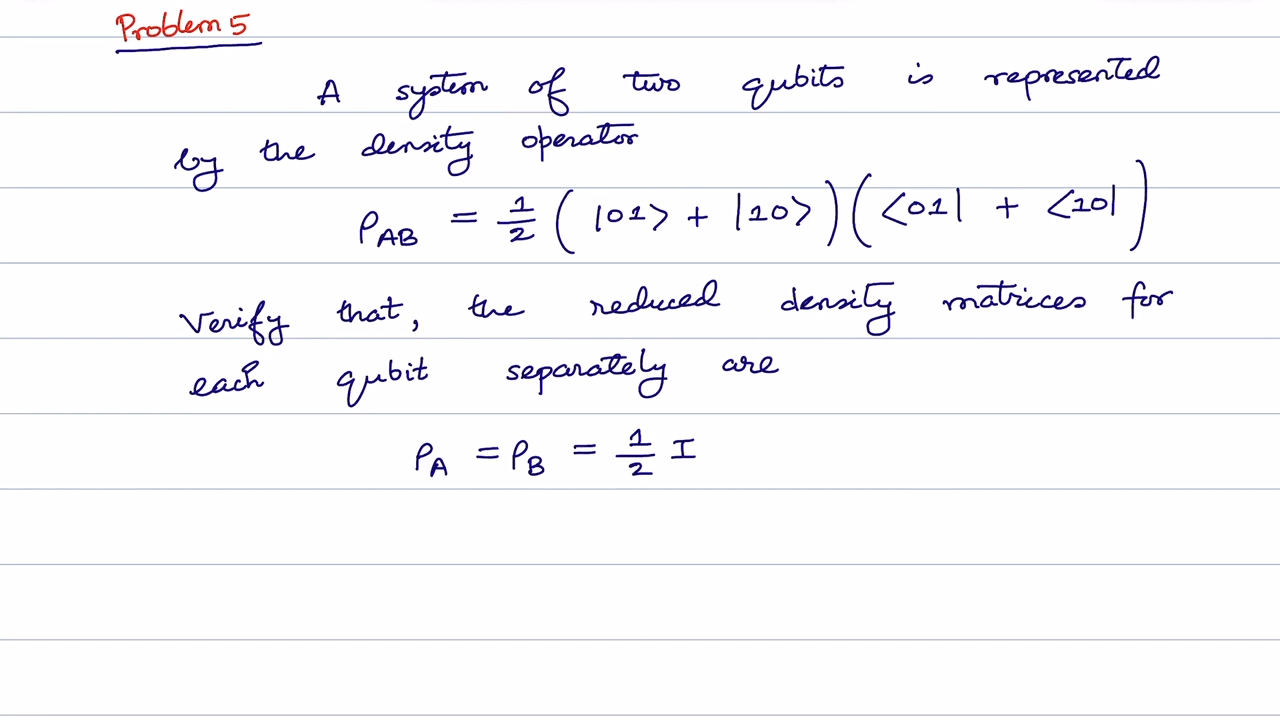 Problem 5
A system of two qubits is represented
by the density operator
ρ_AB = 1/2 ( |01> + |10> ) ( <01| + <10| )
Verify that, the reduced density matrices for
each qubit separately are
ρ_A = ρ_B = 1/2 I